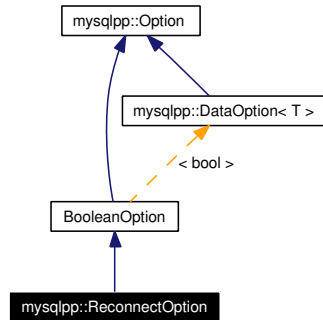 mysqlpp::Option
mysqlpp::DataOption< T >
< bool >
BooleanOption
mysqlpp::ReconnectOption